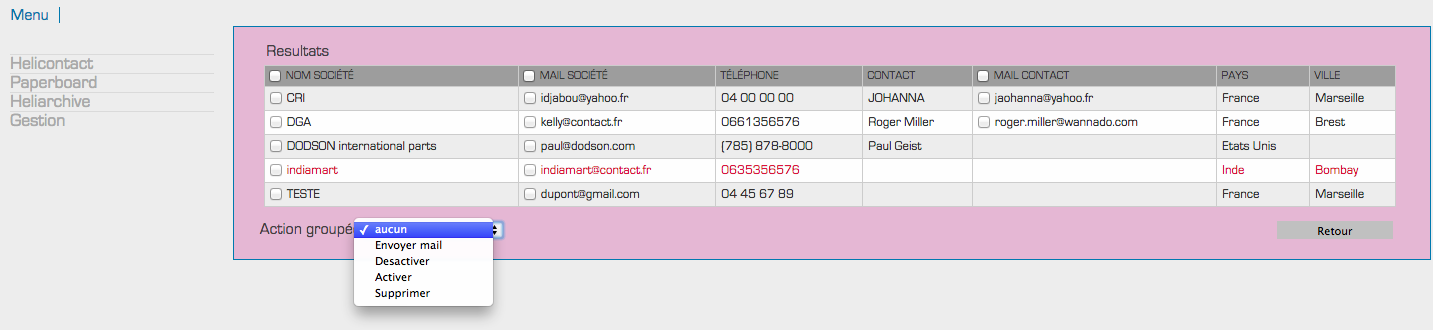 Menu
Helicontact
Paperboard
Heliarchive
Gestion
Resultats
NOM SOCIÉTÉ MAIL SOCIÉTÉ TÉLÉPHONE CONTACT MAIL CONTACT PAYS VILLE
CRI idjabou@yahoo.fr 04 00 00 00 JOHANNA jaohanna@yahoo.fr France Marseille
DGA kelly@contact.fr 0661356576 Roger Miller roger.miller@wannado.com France Brest
DODSON international parts paul@dodson.com (785) 878-8000 Paul Geist Etats Unis
indiamart indiamart@contact.fr 0635356576 Inde Bombay
TESTE dupont@gmail.com 04 45 67 89 France Marseille
Action groupé ✓ aucun Retour
Envoyer mail
Desactiver
Activer
Supprimer